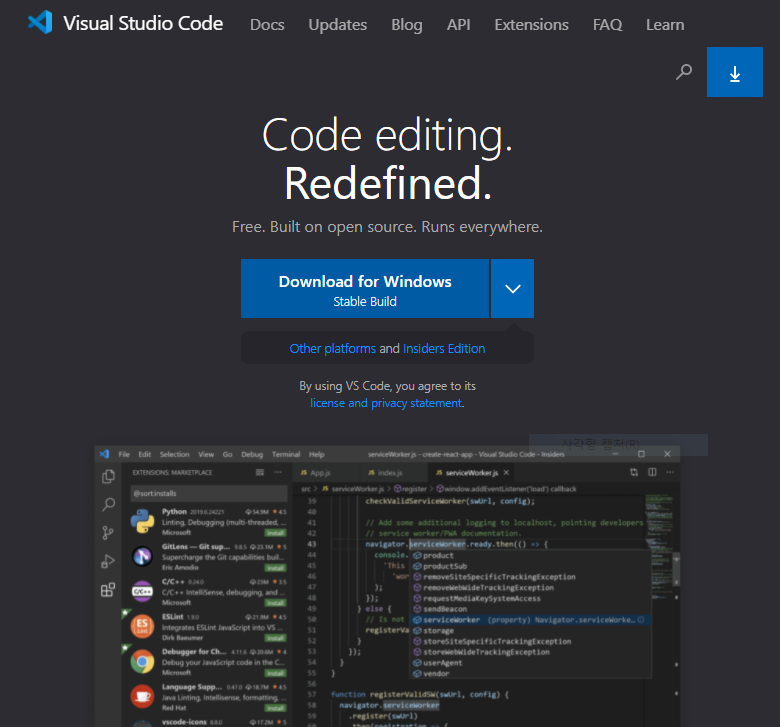 Visual Studio Code Docs Updates Blog API Extensions FAQ Learn
Code editing.
Redefined.
Free. Built on open source. Runs everywhere.
Download for Windows
Stable Build
Other platforms and Insiders Edition
By using VS Code, you agree to its
license and privacy statement.
사각형 캡처(R)
File Edit Selection View Go Debug Terminal Help serviceWorker.js - create-react-app - Visual Studio Code - Insiders
EXTENSIONS: MARKETPLACE
@sort:installs
Python 2019.6.24221 54.9M 4.5
Linting, Debugging (multi-threaded, ...
Microsoft Install
GitLens — Git sup... 9.8.5 23.1M 5
Supercharge the Git capabilities buil...
Eric Amodio Install
C/C++ 0.24.0 23M 3.5
C/C++ IntelliSense, debugging, and ...
Microsoft Install
ESLint 1.9.0 21.9M 4.5
Integrates ESLint JavaScript into VS ...
Dirk Baeumer Install
Debugger for Ch... 4.11.6 20.6M 4
Debug your JavaScript code in the C...
Microsoft Install
Language Supp... 0.47.0 18.7M 4.5
Java Linting, Intellisense, formatting, ...
Red Hat Install
vscode-icons 8.8.0 17.2M 5
App.js index.js serviceWorker.js
src serviceWorker.js register window.addEventListener('load') callback
39 checkValidServiceWorker(swUrl, config);
40
41 // Add some additional logging to localhost, pointing developers
42 // service worker/PWA documentation.
43 navigator.serviceWorker.ready.then(() => {
44 console. product
45 'This productSub
46 'wor removeSiteSpecificTrackingException
47 ); removeWebWideTrackingException
48 }); requestMediaKeySystemAccess
49 } else { sendBeacon
50 // Is not serviceWorker (property) Navigator.serviceWorke...
51 registerVa storage
52 } storeSiteSpecificTrackingException
53 }); storeWebWideTrackingException
54 } userAgent
55 } vendor
56
57 function registerValidSW(swUrl, config) {
58 navigator.serviceWorker
59 .register(swUrl)
60 .then(registration => {